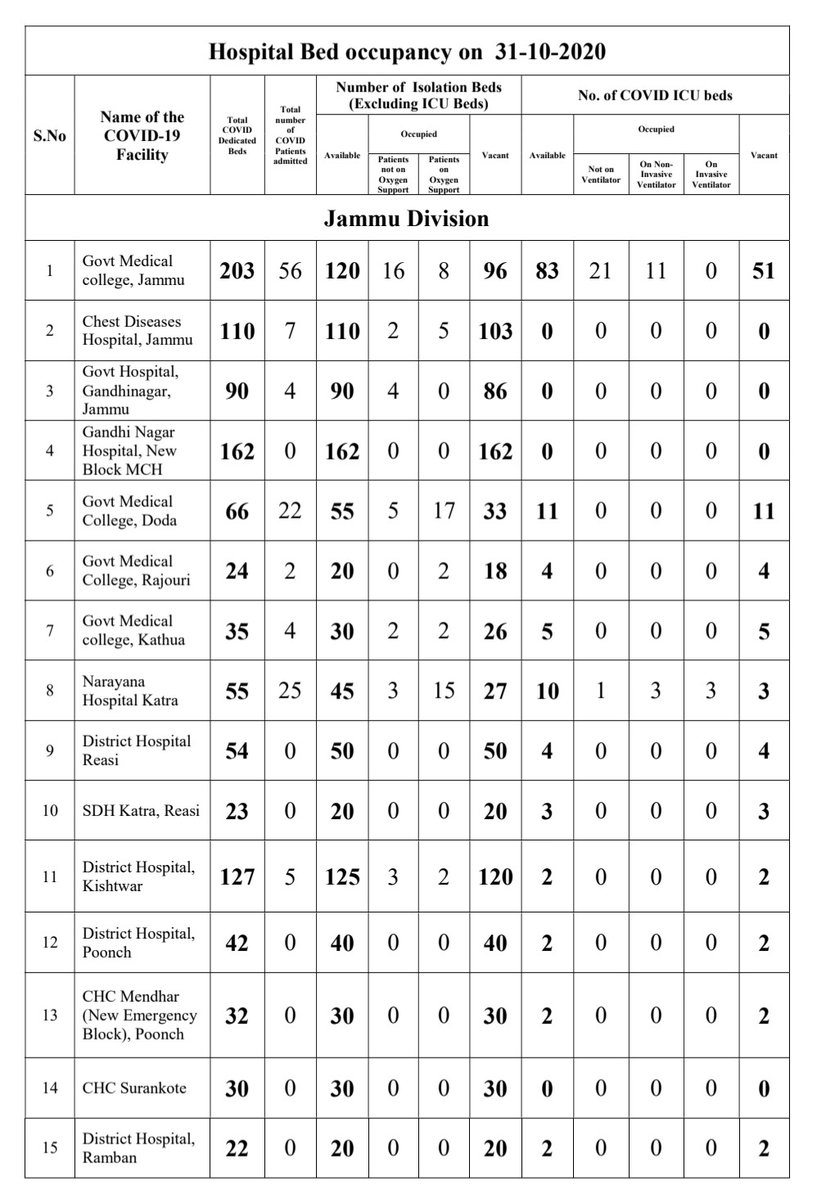 Hospital Bed occupancy on 31-10-2020
S.No
Name of the
COVID-19
Facility
Total
COVID
Dedicated
Beds
Total
number
of
COVID
Patients
admitted
Number of Isolation Beds
(Excluding ICU Beds)
No. of COVID ICU beds
Available
Occupied
Vacant
Available
Occupied
Vacant
Patients
not on
Oxygen
Support
Patients
on
Oxygen
Support
Not on
Ventilator
On Non-
Invasive
Ventilator
On
Invasive
Ventilator
Jammu Division
1 Govt Medical
college, Jammu 203 56 120 16 8 96 83 21 11 0 51
2 Chest Diseases
Hospital, Jammu 110 7 110 2 5 103 0 0 0 0 0
3 Govt Hospital,
Gandhinagar,
Jammu 90 4 90 4 0 86 0 0 0 0 0
4 Gandhi Nagar
Hospital, New
Block MCH 162 0 162 0 0 162 0 0 0 0 0
5 Govt Medical
College, Doda 66 22 55 5 17 33 11 0 0 0 11
6 Govt Medical
College, Rajouri 24 2 20 0 2 18 4 0 0 0 4
7 Govt Medical
college, Kathua 35 4 30 2 2 26 5 0 0 0 5
8 Narayana
Hospital Katra 55 25 45 3 15 27 10 1 3 3 3
9 District Hospital
Reasi 54 0 50 0 0 50 4 0 0 0 4
10 SDH Katra, Reasi 23 0 20 0 0 20 3 0 0 0 3
11 District Hospital,
Kishtwar 127 5 125 3 2 120 2 0 0 0 2
12 District Hospital,
Poonch 42 0 40 0 0 40 2 0 0 0 2
13 CHC Mendhar
(New Emergency
Block), Poonch 32 0 30 0 0 30 2 0 0 0 2
14 CHC Surankote 30 0 30 0 0 30 0 0 0 0 0
15 District Hospital,
Ramban 22 0 20 0 0 20 2 0 0 0 2